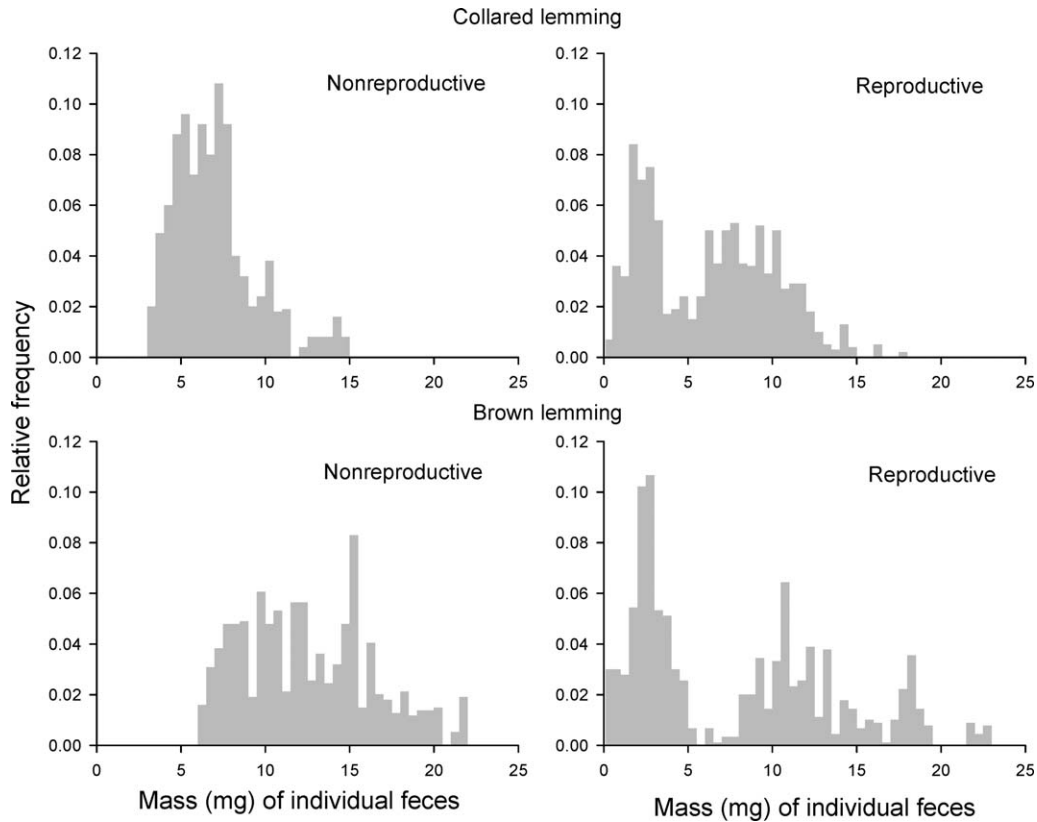 Collared lemming
Nonreproductive
0.12
0.10
0.08
0.06
0.04
0.02
0.00
0 5 10 15 20 25
Reproductive
0.12
0.10
0.08
0.06
0.04
0.02
0.00
0 5 10 15 20 25
Relative frequency
Brown lemming
Nonreproductive
0.12
0.10
0.08
0.06
0.04
0.02
0.00
0 5 10 15 20 25
Mass (mg) of individual feces
Reproductive
0.12
0.10
0.08
0.06
0.04
0.02
0.00
0 5 10 15 20 25
Mass (mg) of individual feces